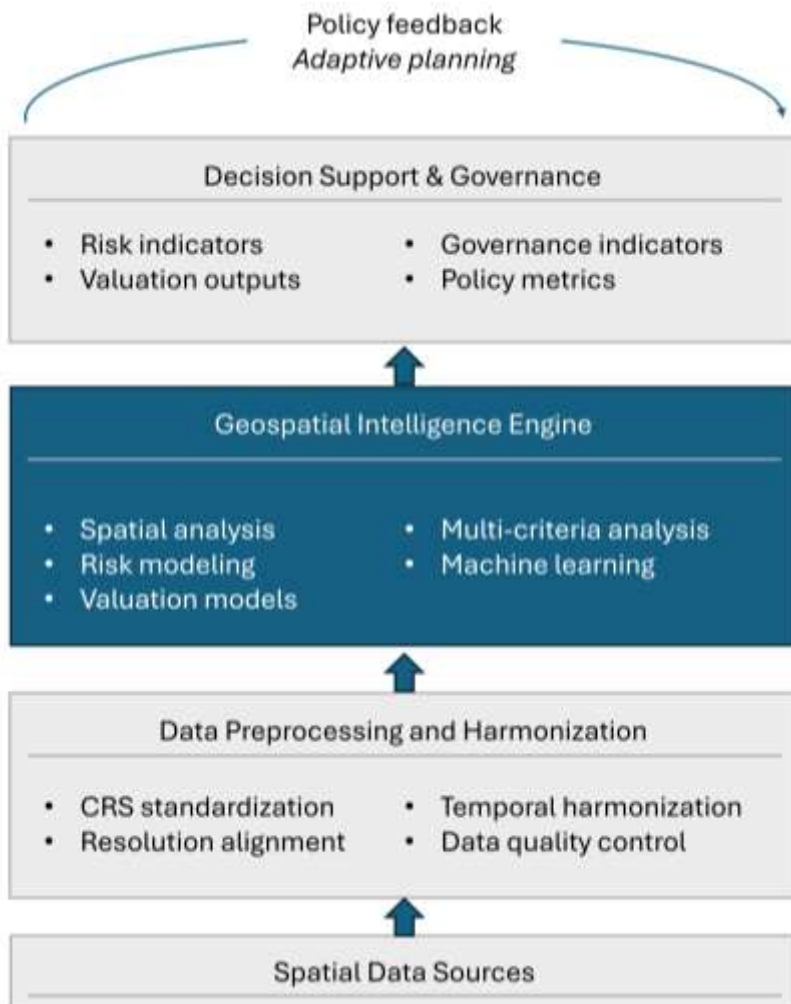 Policy feedback
Adaptive planning
Decision Support & Governance
• Risk indicators
• Valuation outputs
• Governance indicators
• Policy metrics
Geospatial Intelligence Engine
• Spatial analysis
• Risk modeling
• Valuation models
• Multi-criteria analysis
• Machine learning
Data Preprocessing and Harmonization
• CRS standardization
• Resolution alignment
• Temporal harmonization
• Data quality control
Spatial Data Sources